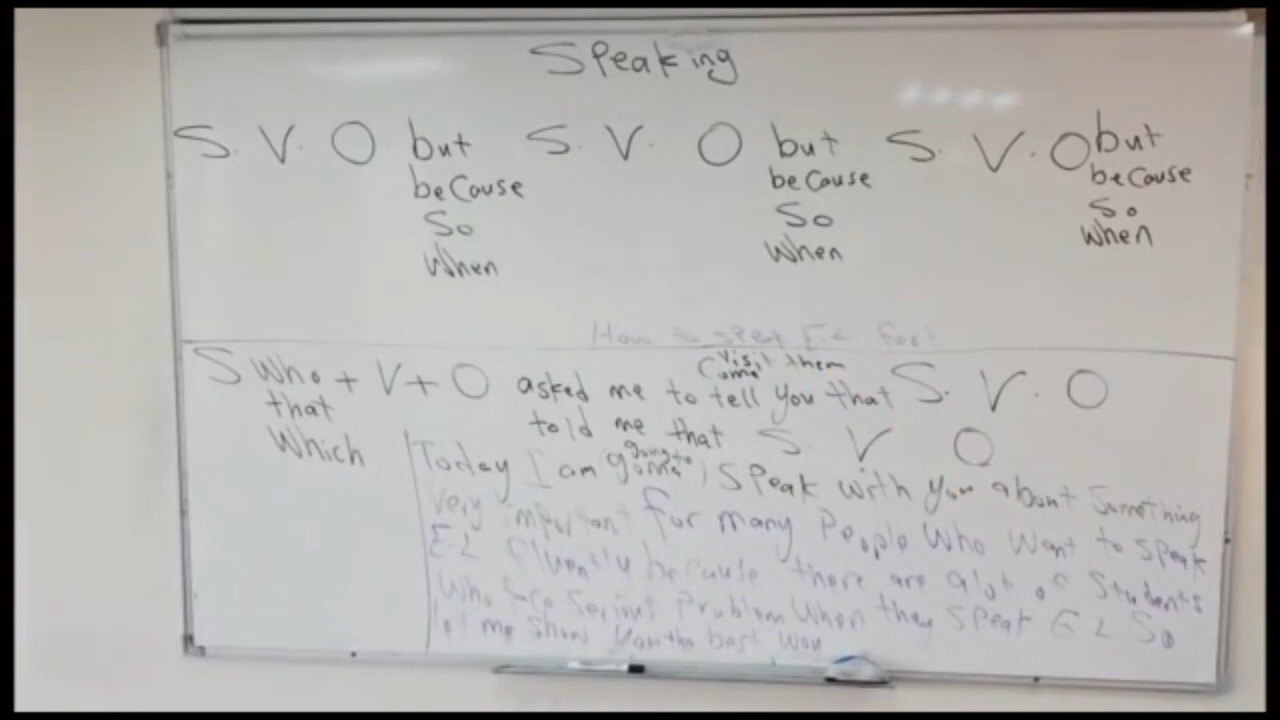 Speaking
S. V. O but S. V. O but S. V. O but
because because because
So So So
When When When
How to speak EL fast
visit them
Come
S who + V + O asked me to tell you that S. V. O
that told me that S V O
Which
going to
Today I am gonna speak with you about something
very important for many people who want to speak
EL fluently because there are alot of students
who serious problem when they speak EL So
let me show you the best way